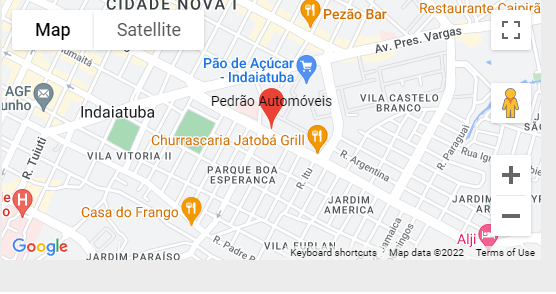 CIDADE NOVA I
Pezão Bar
Restaurante Caipirã
Map
Satellite
Av. Pres. Vargas
Pão de Açúcar
- Indaiatuba
AGF
unho
Indaiatuba
Pedrão Automóveis
VILA CASTELO
BRANCO
R. Tuiuti
Churrascaria Jatobá Grill
R. Paraguai
VILA VITORIA II
R. Argentina
Rua Ign
PARQUE BOA
ESPERANCA
R. Itu
JARDIM
AMERICA
Casa do Frango
Alji
R. Padre R
VILA FURLAN
JARDIM PARAÍSO
Google
Keyboard shortcuts
Map data ©2022
Terms of Use